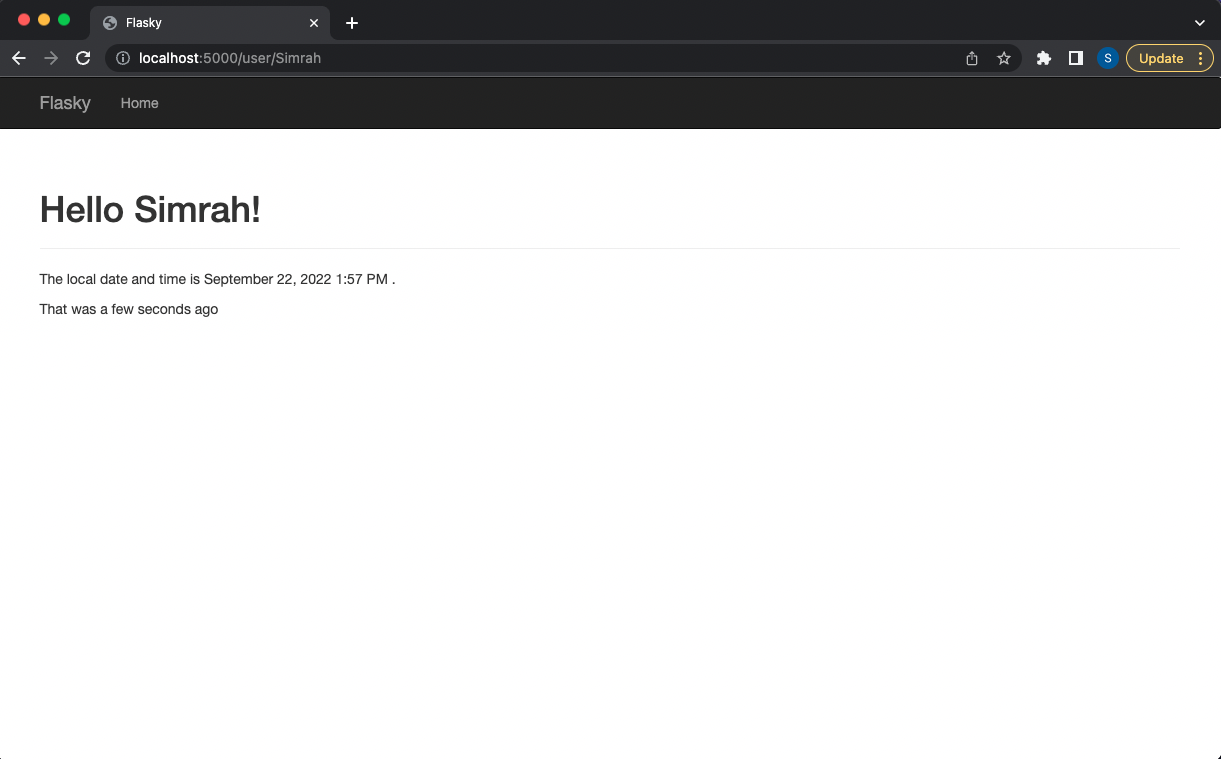 Flasky
localhost:5000/user/Simrah
S
Update
Flasky Home
Hello Simrah!
The local date and time is September 22, 2022 1:57 PM .
That was a few seconds ago